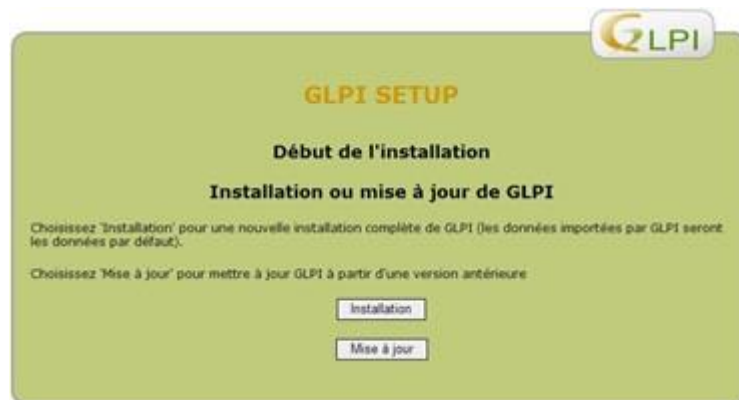 GLPI
GLPI SETUP
Début de l'installation
Installation ou mise à jour de GLPI
Choisissez 'Installation' pour une nouvelle installation complète de GLPI (les données importées par GLPI seront
les données par défaut).
Choisissez 'Mise à jour' pour mettre à jour GLPI à partir d'une version antérieure
Installation
Mise à jour